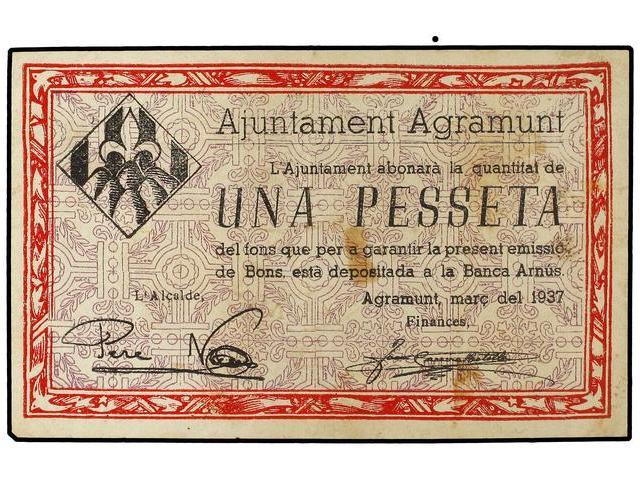 Ajuntament Agramunt
L'Ajuntament abonarà la quantitat de
UNA PESSETA
del fons que per a garantir la present emissió
de Bons, està depositada a la Banca Arnús.
L'Alcalde,
Agramunt, març del 1937
Finances,
Pere